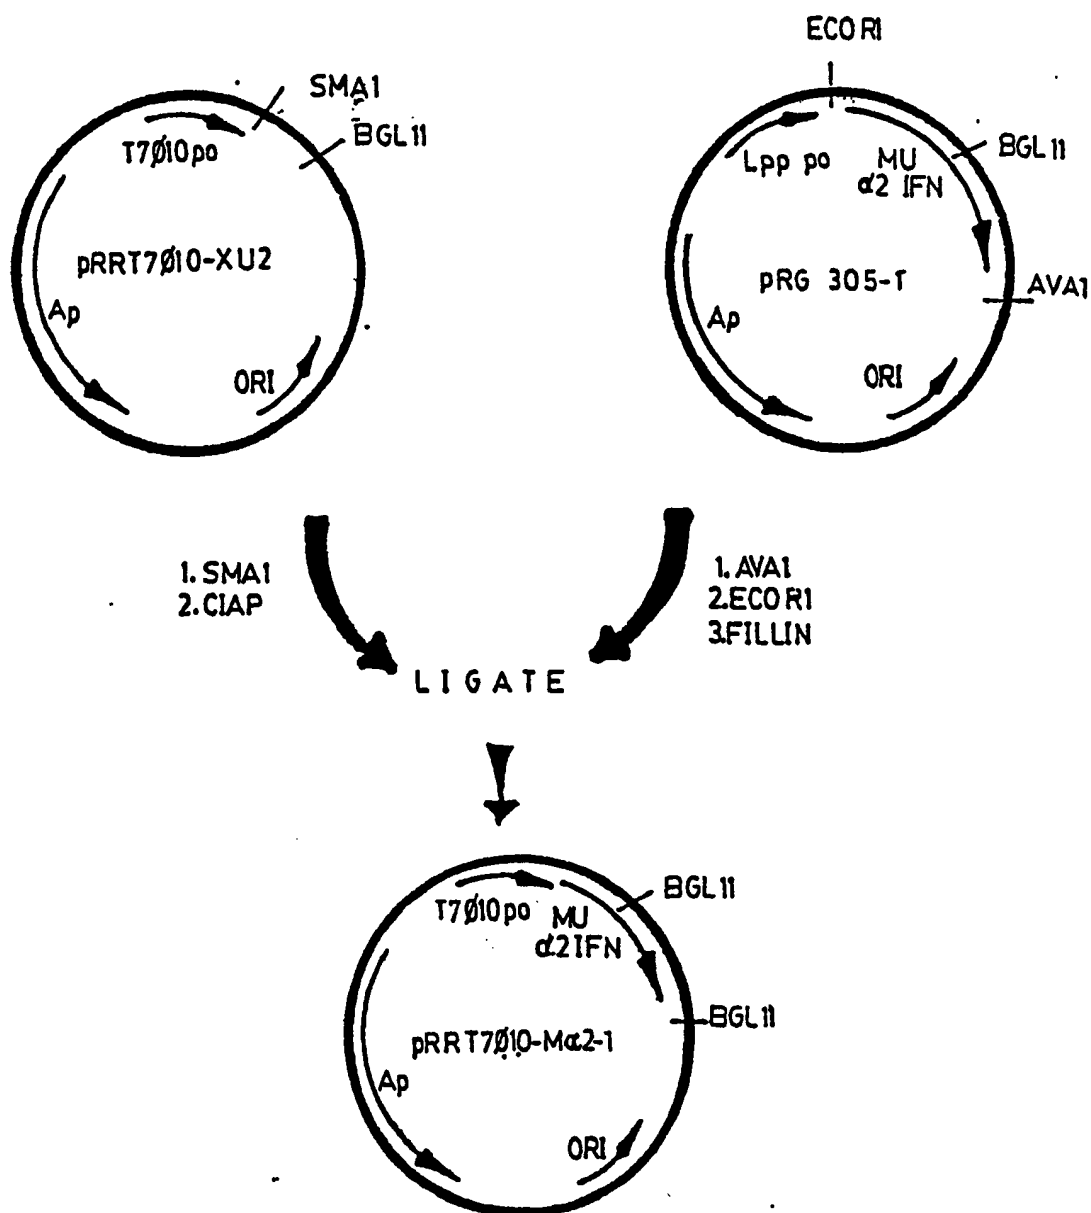 SMA1
BGL11
T7Ø10po
pRRT7Ø10-XU2
Ap
ORI
ECO R1
BGL11
Lpp po
MU
α2 IFN
AVA1
pRG 305-T
Ap
ORI
1. SMA1
2. CIAP
1. AVA1
2. ECO R1
3. FILLIN
LIGATE
BGL11
T7Ø10po
MU
α2IFN
BGL11
pRRT7Ø10-Mα2-1
Ap
ORI